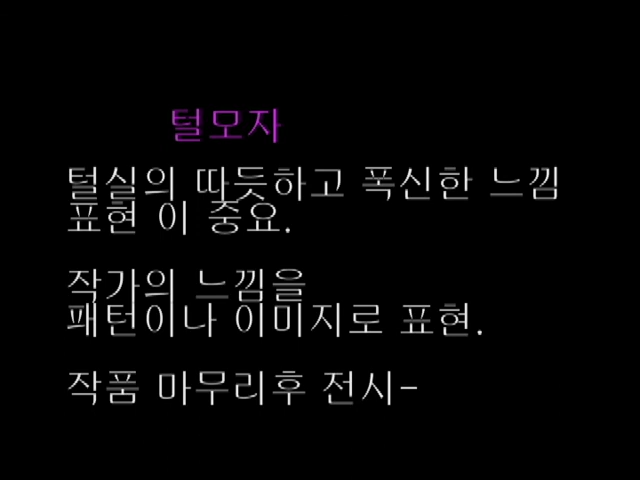 털모자
털실의 따듯하고 폭신한 느낌
표현 이 중요.
작가의 느낌을
패턴이나 이미지로 표현.
작품 마무리후 전시-